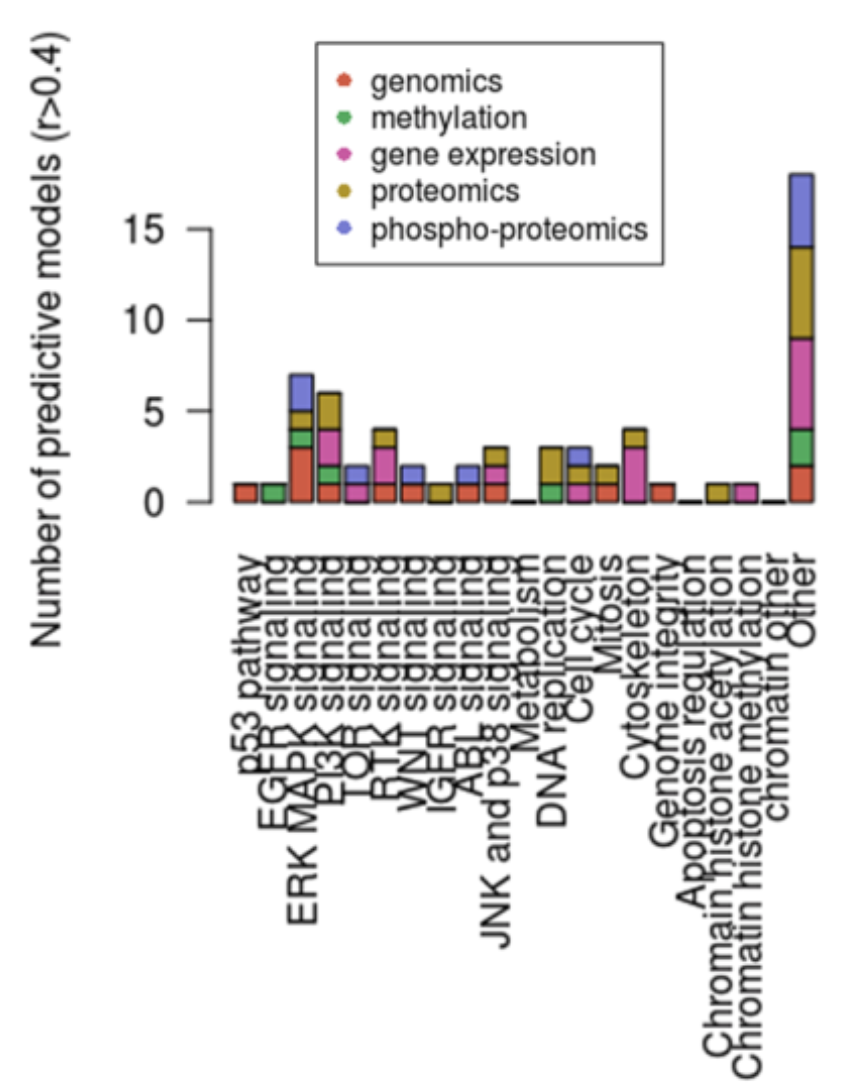 Number of predictive models (r>0.4)
genomics
methylation
gene expression
proteomics
phospho-proteomics
15
10
5
0
p53 pathway
EGFR signaling
ERK MAPK signaling
PI3K signaling
TOR signaling
RTK signaling
WNT signaling
IGFR signaling
ABL signaling
JNK and p38 signaling
Metabolism
DNA replication
Cell cycle
Mitosis
Cytoskeleton
Genome integrity
Apoptosis regulation
Chromain histone acetylation
Chromatin histone methylation
chromatin other
Other